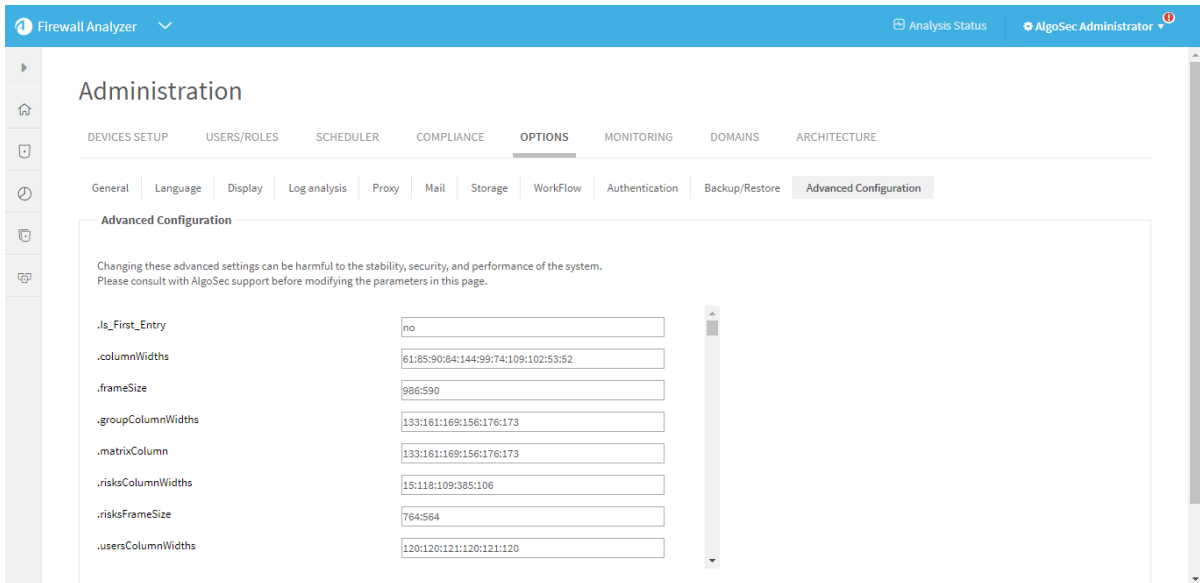 Firewall Analyzer
Analysis Status
AlgoSec Administrator
Administration
DEVICES SETUP USERS/ROLES SCHEDULER COMPLIANCE OPTIONS MONITORING DOMAINS ARCHITECTURE
General Language Display Log analysis Proxy Mail Storage WorkFlow Authentication Backup/Restore Advanced Configuration
Advanced Configuration
Changing these advanced settings can be harmful to the stability, security, and performance of the system.
Please consult with AlgoSec support before modifying the parameters in this page.
.Is_First_Entry no
.columnWidths 61:85:90:84:144:99:74:109:102:53:52
.frameSize 986:590
.groupColumnWidths 133:161:169:156:176:173
.matrixColumn 133:161:169:156:176:173
.risksColumnWidths 15:118:109:385:106
.risksFrameSize 764:564
.usersColumnWidths 120:120:121:120:121:120